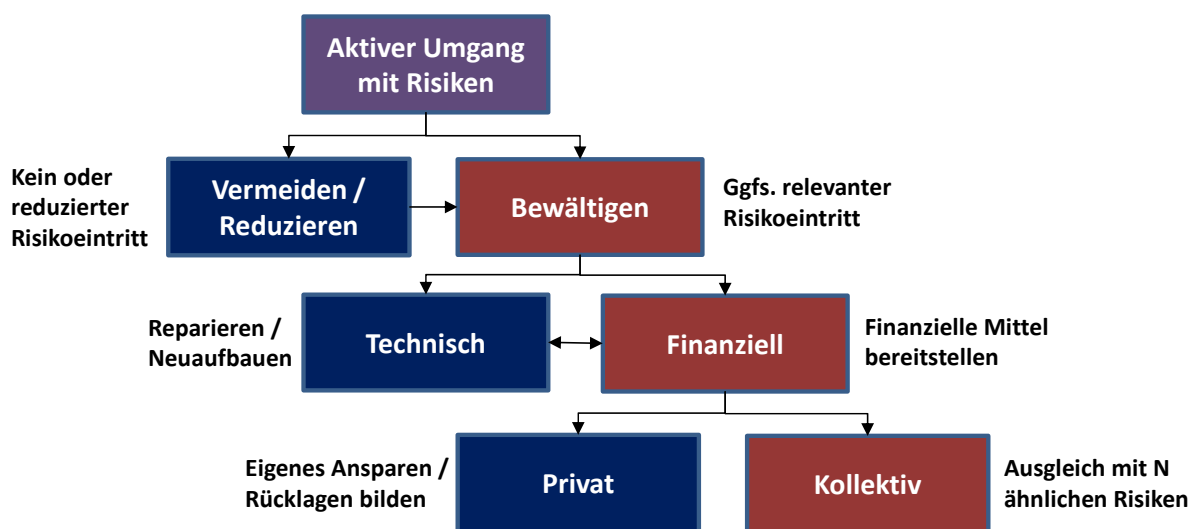 Aktiver Umgang
mit Risiken
Kein oder
reduzierter
Risikoeintritt
Vermeiden /
Reduzieren
Bewältigen
Ggfs. relevanter
Risikoeintritt
Reparieren /
Neuaufbauen
Technisch
Finanziell
Finanzielle Mittel
bereitstellen
Eigenes Ansparen /
Rücklagen bilden
Privat
Kollektiv
Ausgleich mit N
ähnlichen Risiken